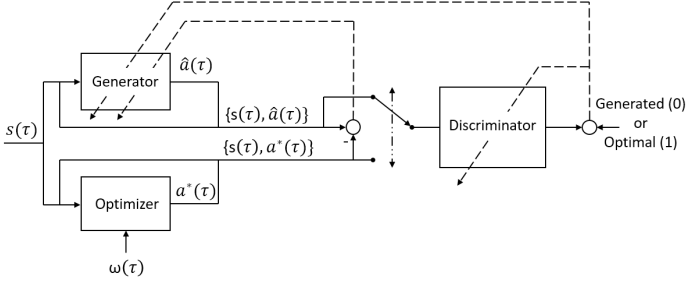 â(τ)
Generator
{s(τ), â(τ)}
s(τ)
Discriminator
Generated (0)
or
Optimal (1)
-
{s(τ), a*(τ)}
Optimizer
a*(τ)
ω(τ)